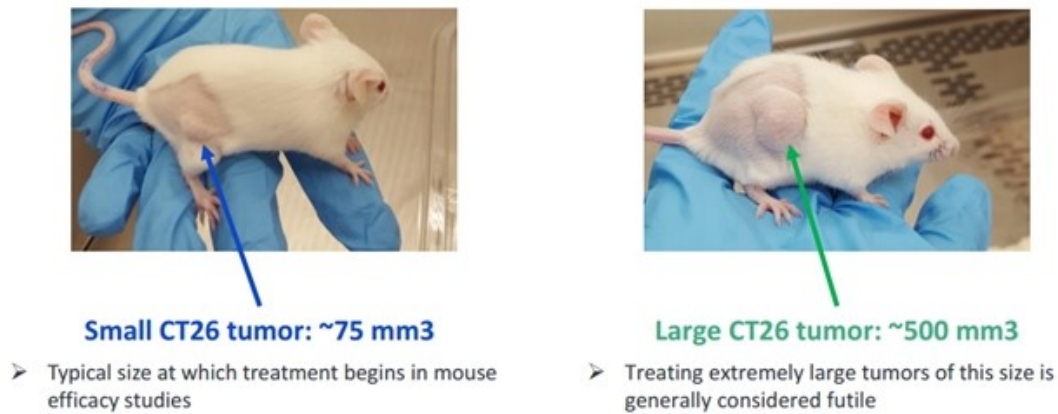 Small CT26 tumor: ~75 mm3
➢ Typical size at which treatment begins in mouse
efficacy studies
Large CT26 tumor: ~500 mm3
➢ Treating extremely large tumors of this size is
generally considered futile